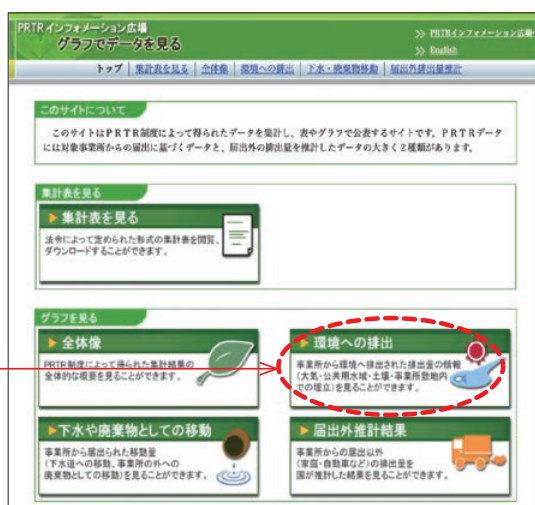 PRTRインフォメーション広場
グラフでデータを見る
>> PRTRインフォメーション広場
>> English
トップ | 集計表を見る | 全体像 | 環境への排出 | 下水・廃棄物移動 | 届出外排出量推計
このサイトについて
このサイトはＰＲＴＲ制度によって得られたデータを集計し、表やグラフで公表するサイトです。ＰＲＴＲデータ
には対象事業所からの届出に基づくデータと、届出外の排出量を推計したデータの大きく２種類があります。
集計表を見る
集計表を見る
法令によって定められた形式の集計表を閲覧、
ダウンロードすることができます。
グラフを見る
全体像
PRTR制度によって得られた集計結果の
全体的な概要を見ることができます。
環境への排出
事業所から環境へ排出された排出量の情報
(大気・公共用水域・土壌・事業所敷地内
での埋立)を見ることができます。
下水や廃棄物としての移動
事業所から届出られた移動量
(下水道への移動、事業所の外への
廃棄物としての移動)を見ることができます。
届出外推計結果
事業所からの届出以外
(家庭・自動車など)の排出量を
国が推計した結果を見ることができます。